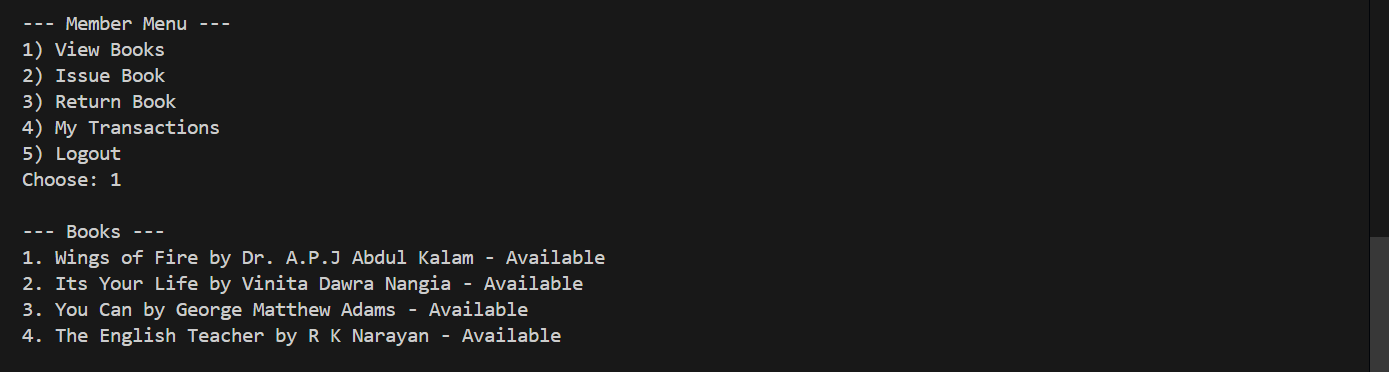 --- Member Menu ---
1) View Books
2) Issue Book
3) Return Book
4) My Transactions
5) Logout
Choose: 1
--- Books ---
1. Wings of Fire by Dr. A.P.J Abdul Kalam - Available
2. Its Your Life by Vinita Dawra Nangia - Available
3. You Can by George Matthew Adams - Available
4. The English Teacher by R K Narayan - Available